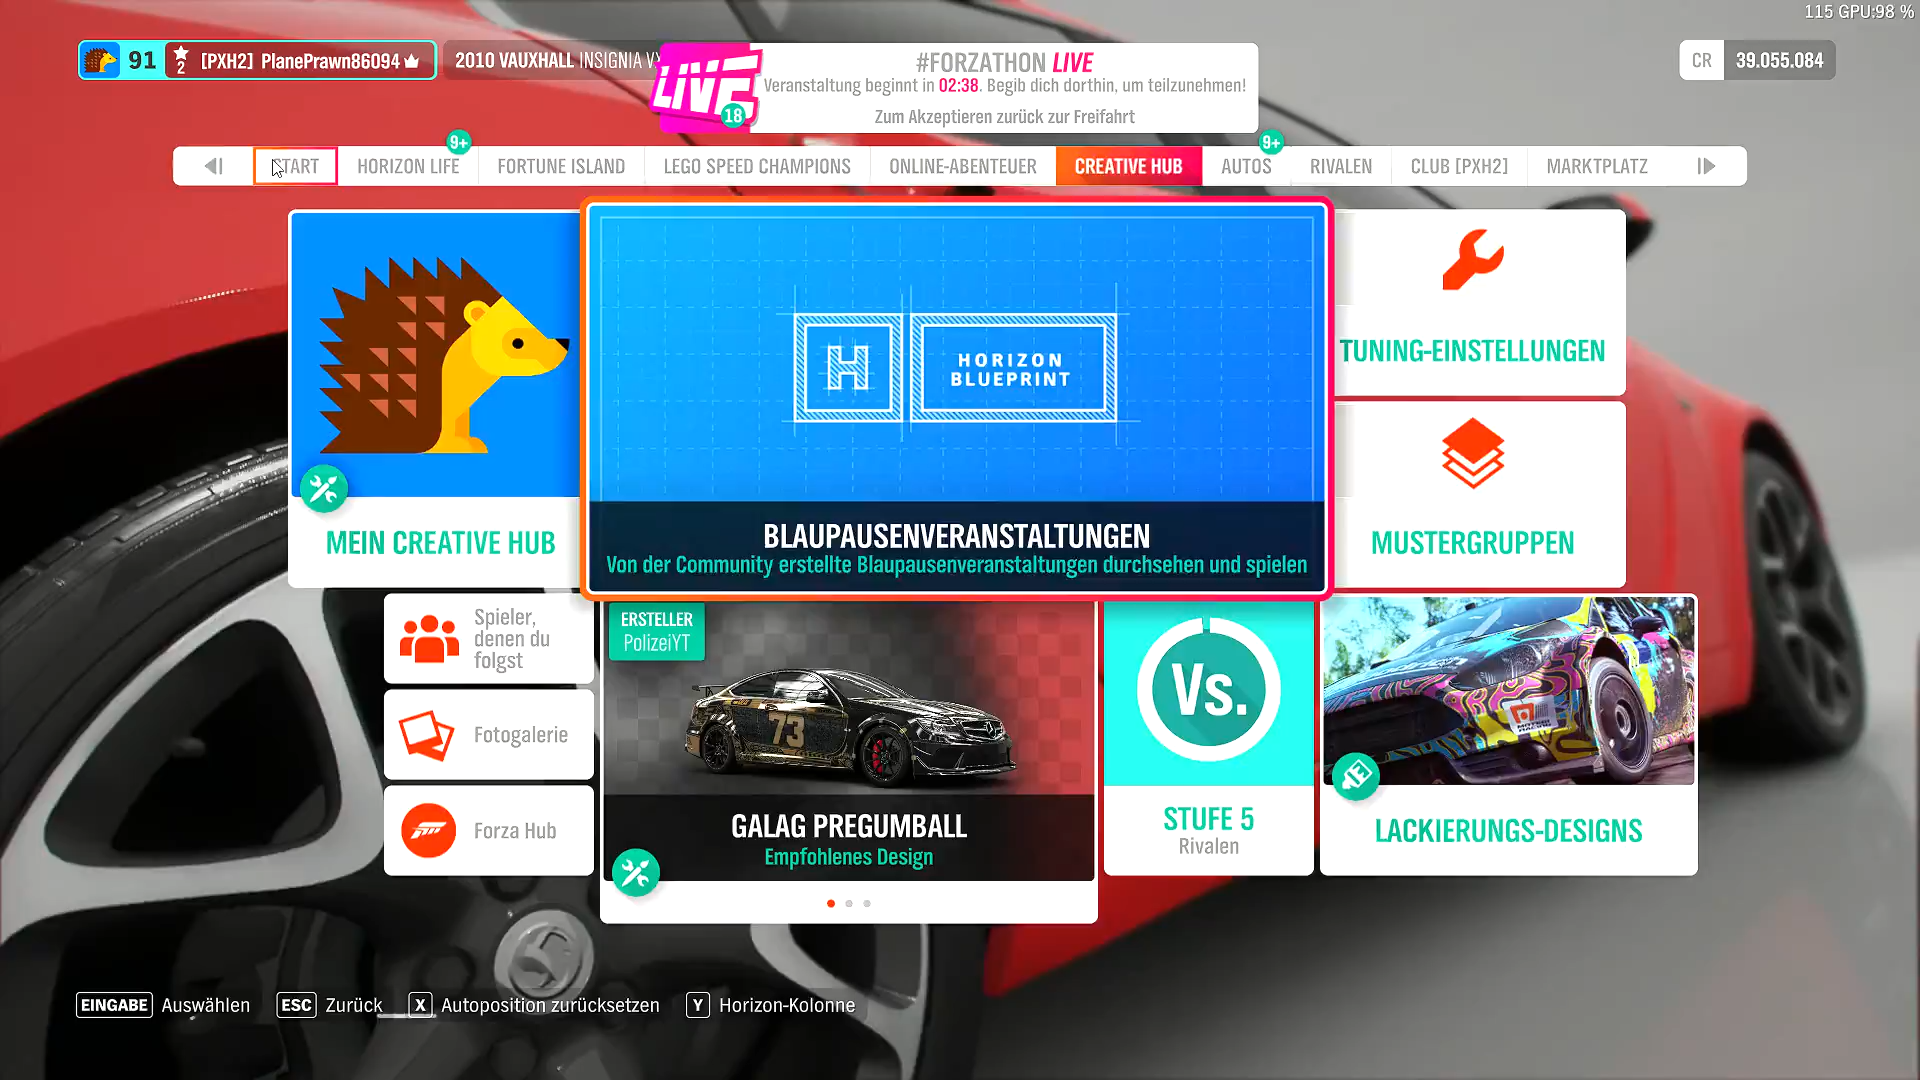 115 GPU:98 %
91
2
[PXH2] PlanePrawn86094
2010 VAUXHALL INSIGNIA
LIVE
18
#FORZATHON LIVE
Veranstaltung beginnt in 02:38. Begib dich dorthin, um teilzunehmen!
Zum Akzeptieren zurück zur Freifahrt
CR
39.055.084
START
HORIZON LIFE
9+
FORTUNE ISLAND
LEGO SPEED CHAMPIONS
ONLINE-ABENTEUER
CREATIVE HUB
AUTOS
9+
RIVALEN
CLUB [PXH2]
MARKTPLATZ
MEIN CREATIVE HUB
H
HORIZON
BLUEPRINT
BLAUPAUSENVERANSTALTUNGEN
Von der Community erstellte Blaupausenveranstaltungen durchsehen und spielen
TUNING-EINSTELLUNGEN
MUSTERGRUPPEN
Spieler,
denen du
folgst
Fotogalerie
Forza Hub
ERSTELLER
PolizeiYT
73
GALAG PREGUMBALL
Empfohlenes Design
Vs.
STUFE 5
Rivalen
LACKIERUNGS-DESIGNS
EINGABE Auswählen
ESC Zurück
X Autoposition zurücksetzen
Y Horizon-Kolonne